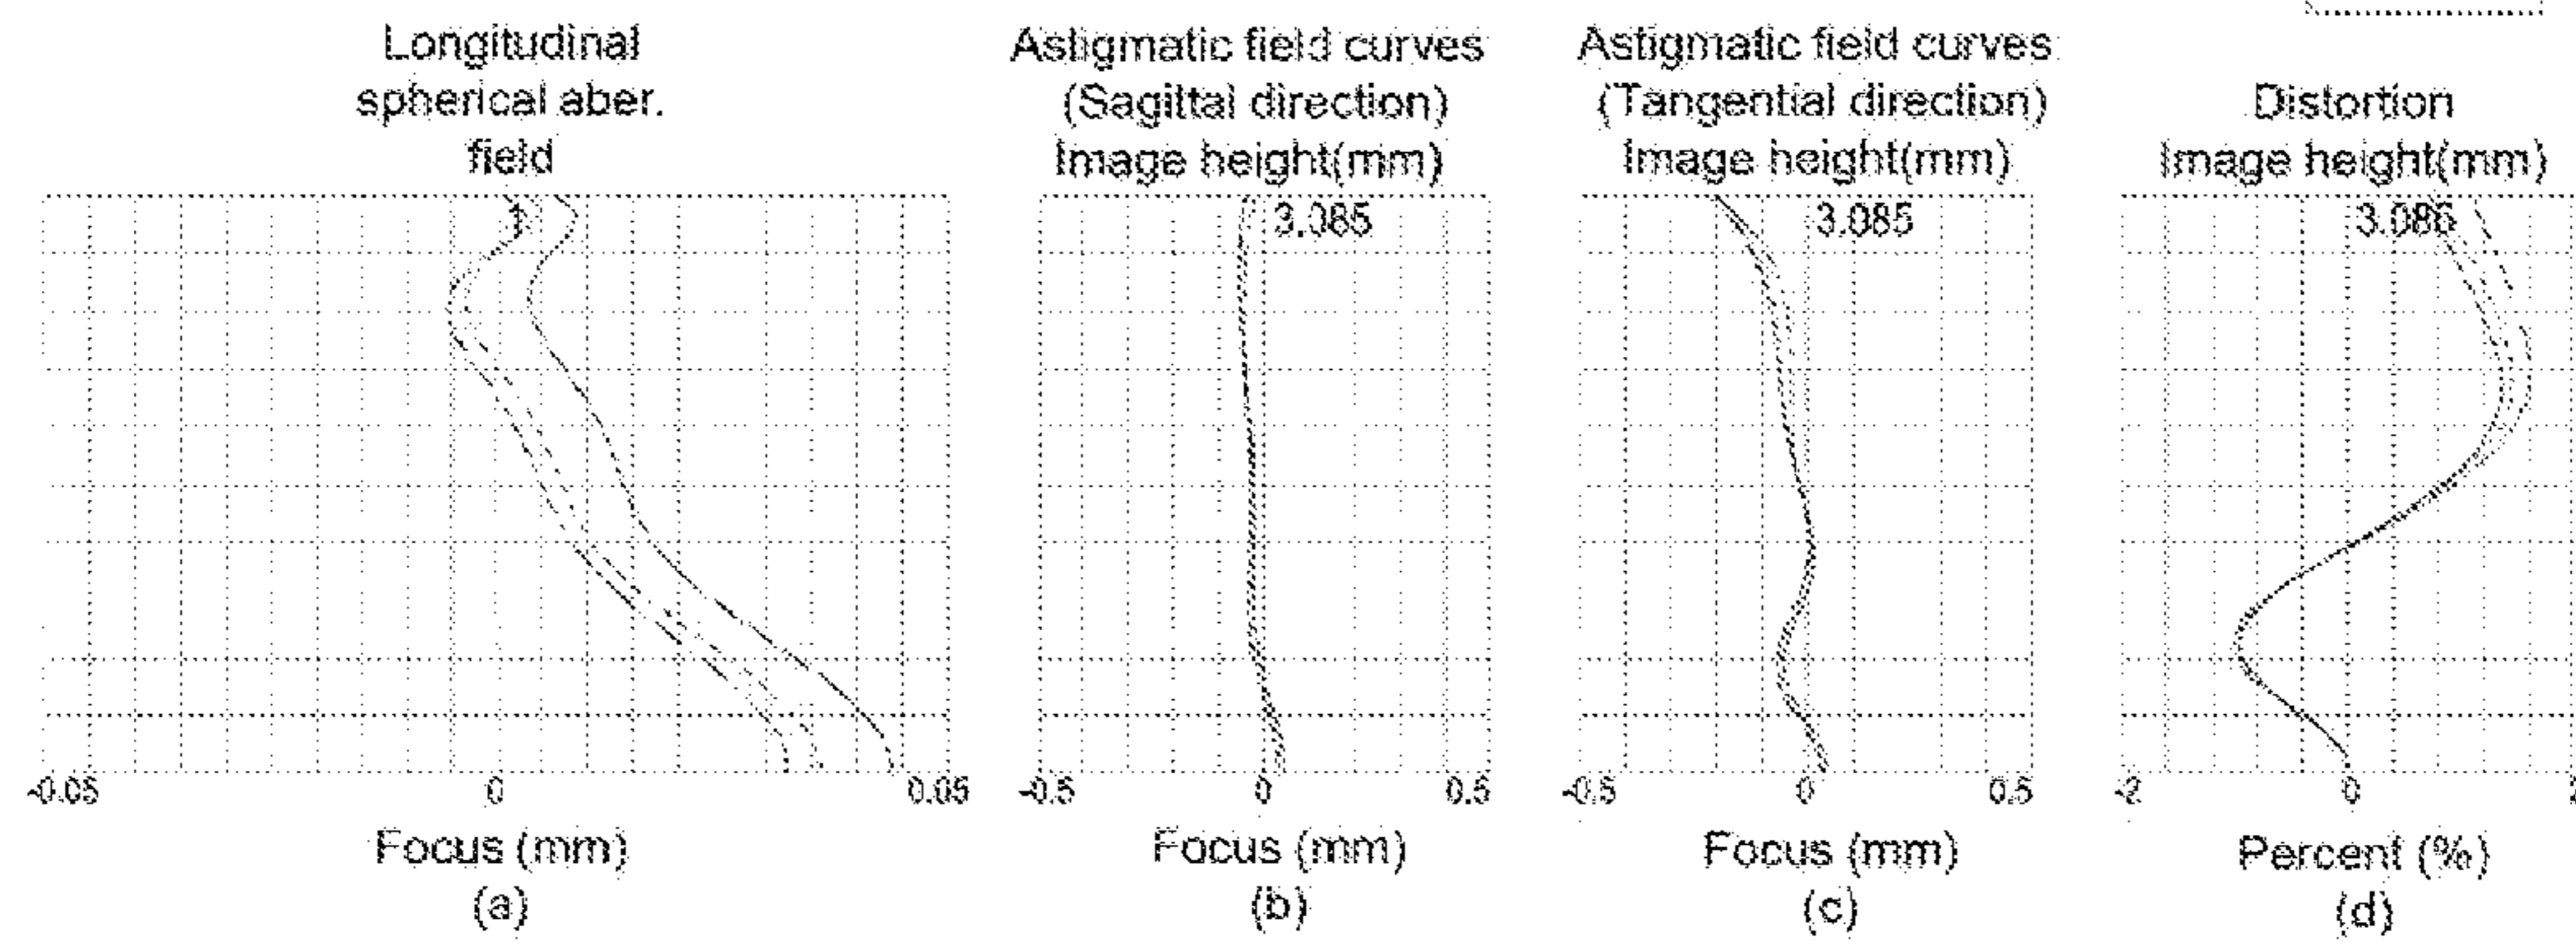 Longitudinal
spherical aber.
field
1
-0.05 0 0.05
Focus (mm)
(a)
Astigmatic field curves
(Sagittal direction)
Image height(mm)
3.085
-0.5 0 0.5
Focus (mm)
(b)
Astigmatic field curves
(Tangential direction)
Image height(mm)
3.085
-0.5 0 0.5
Focus (mm)
(c)
Distortion
Image height(mm)
3.085
-2 0 2
Percent (%)
(d)